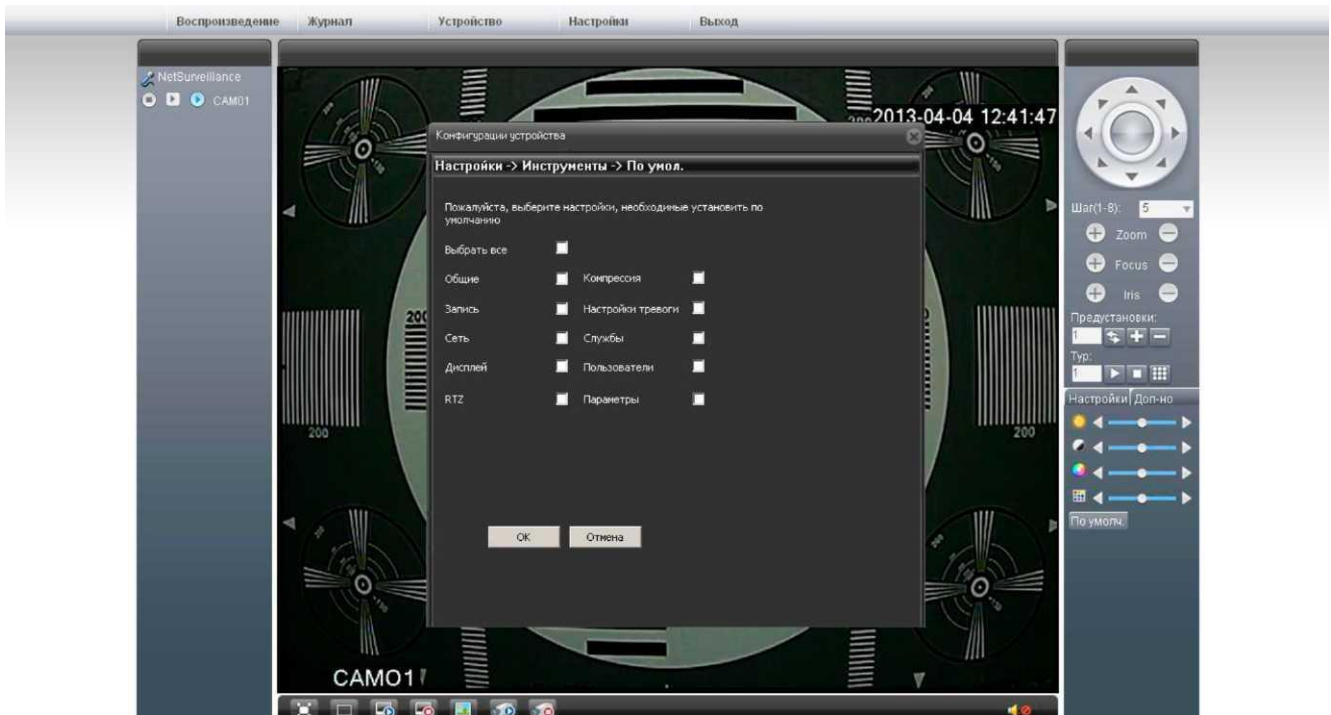 Воспроизведение Журнал Устройство Настройки Выход
NetSurveillance
CAM01
2013-04-04 12:41:47
Конфигурации устройства
Настройки -> Инструменты -> По умол.
Пожалуйста, выберите настройки, необходимые установить по
умолчанию
Выбрать все
Общие Компрессия
Запись Настройки тревоги
Сеть Службы
Дисплей Пользователи
RTZ Параметры
OK Отмена
200
200
200
CAMO1
Шаг(1-8): 5
Zoom
Focus
Iris
Предустановки:
1
Тур:
1
Настройки Доп-но
По умолч.